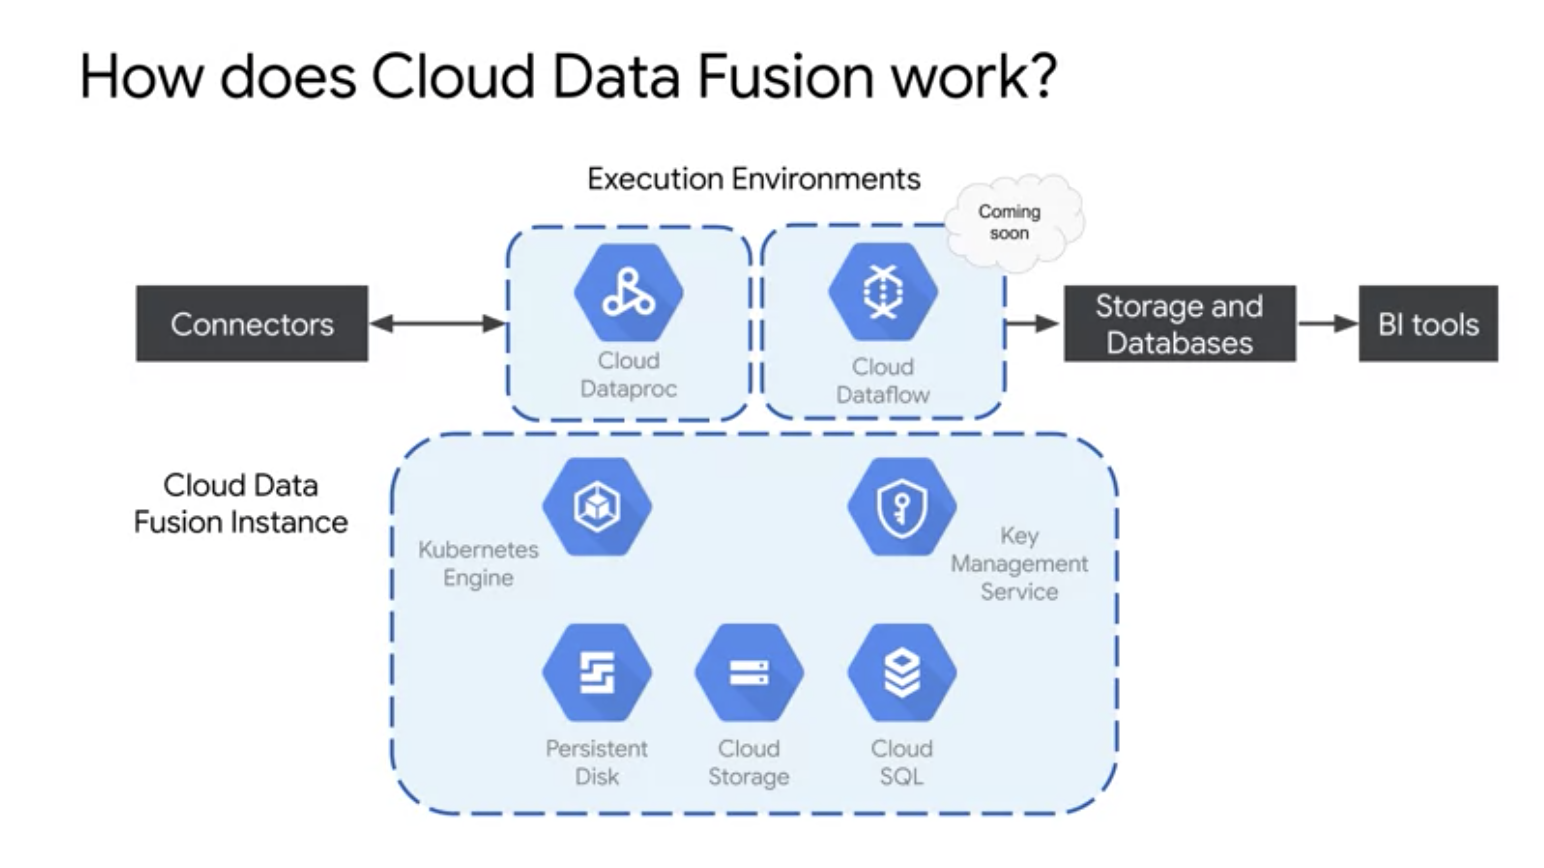 How does Cloud Data Fusion work?
Execution Environments
Coming
soon
Connectors
Cloud
Dataproc
Cloud
Dataflow
Storage and
Databases
BI tools
Cloud Data
Fusion Instance
Kubernetes
Engine
Key
Management
Service
Persistent
Disk
Cloud
Storage
Cloud
SQL